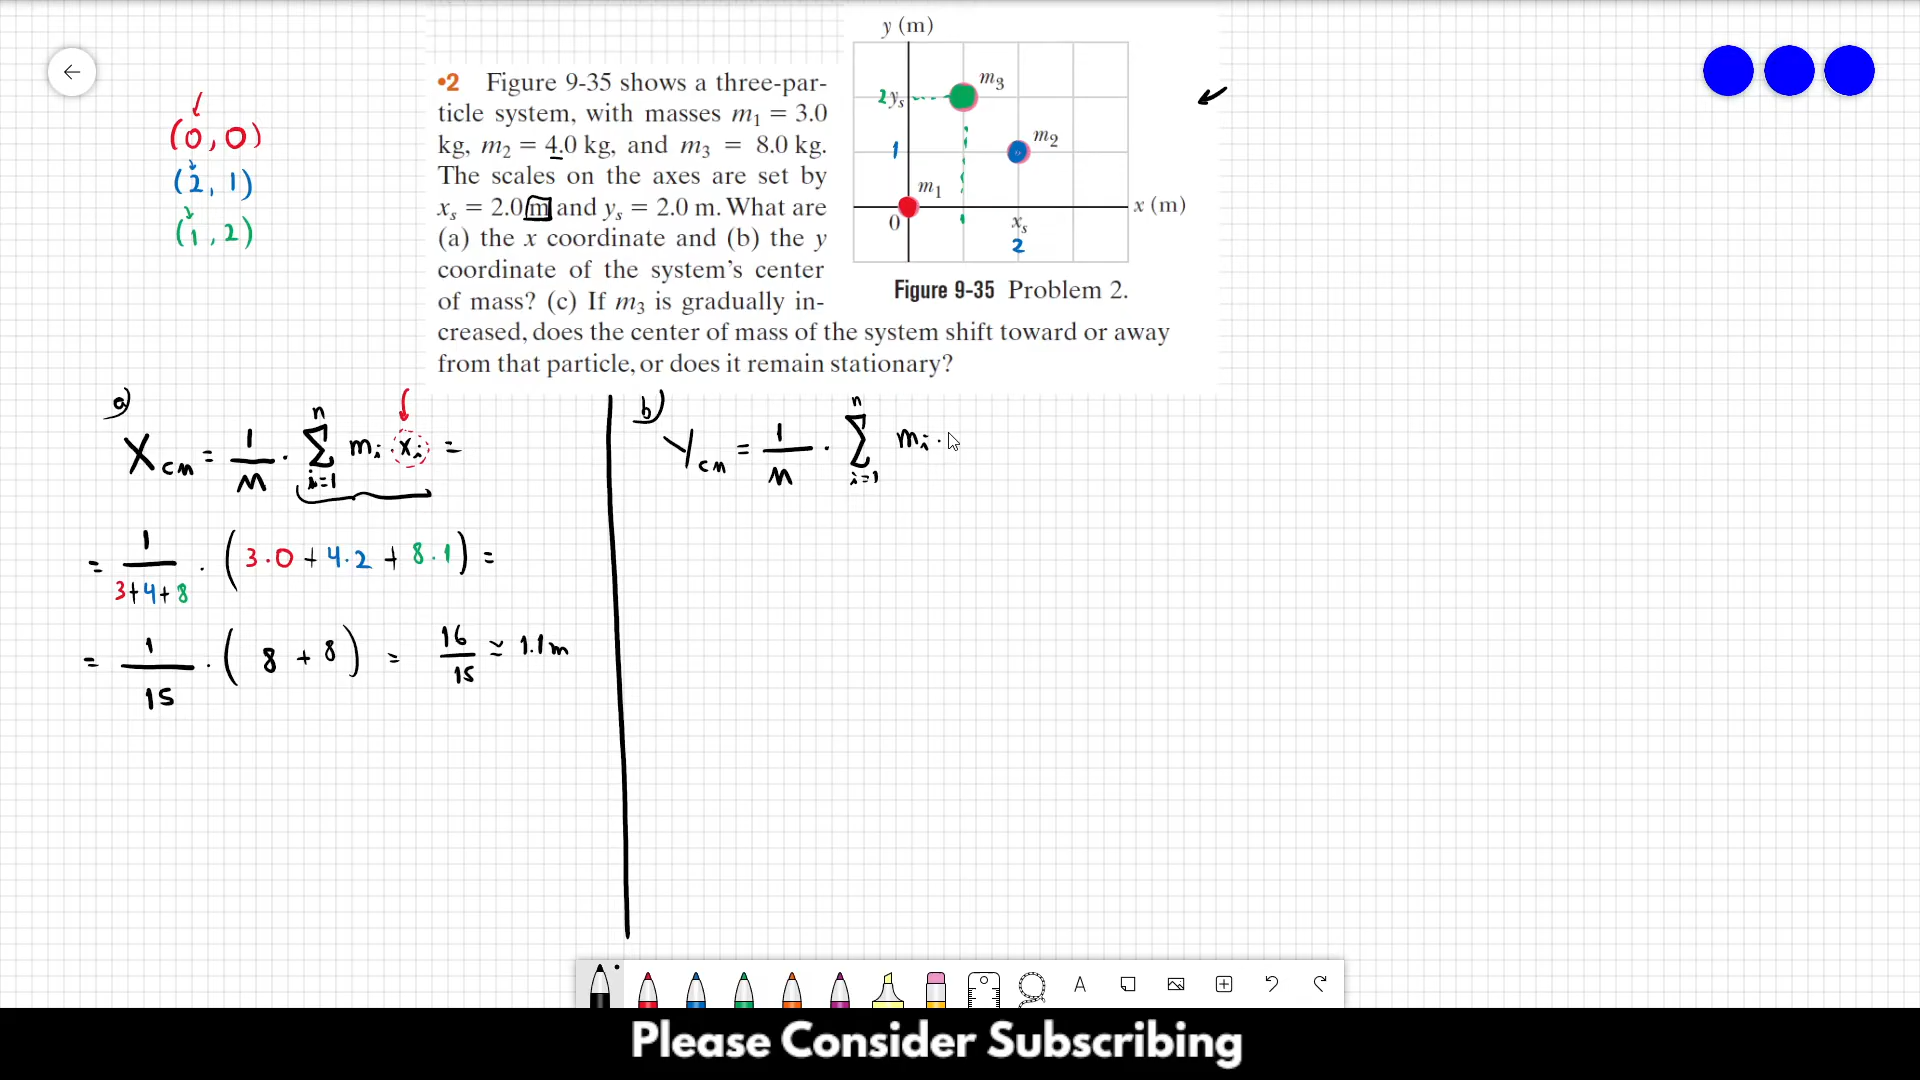 (0, 0)
(2, 1)
(1, 2)
•2 Figure 9-35 shows a three-par-
ticle system, with masses m₁ = 3.0
kg, m₂ = 4.0 kg, and m₃ = 8.0 kg.
The scales on the axes are set by
xₛ = 2.0 m and yₛ = 2.0 m. What are
(a) the x coordinate and (b) the y
coordinate of the system's center
of mass? (c) If m₃ is gradually in-
creased, does the center of mass of the system shift toward or away
from that particle, or does it remain stationary?
y (m)
m₃
2 yₛ
m₂
1
m₁
x (m)
0
xₛ
2
Figure 9-35 Problem 2.
a)
Xcm = 1/M · ∑ⁿᵢ₌₁ mᵢ · xᵢ =
= 1/(3+4+8) · (3·0 + 4·2 + 8·1) =
= 1/15 · (8 + 8) = 16/15 ≈ 1.1m
b)
Ycm = 1/M · ∑ⁿᵢ₌₁ mᵢ ·
A
Please Consider Subscribing